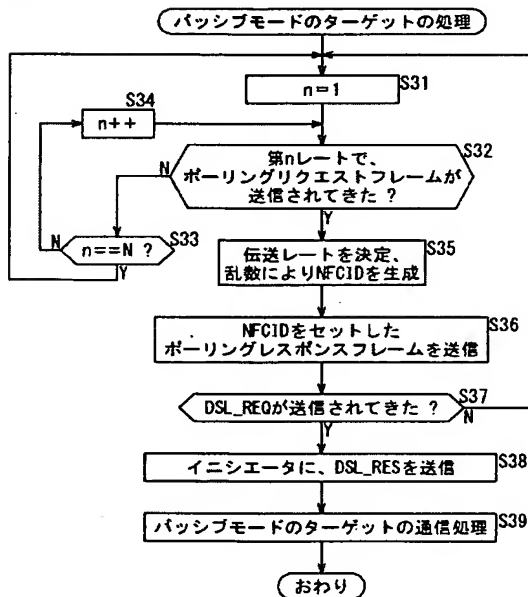 パッシブモードのターゲットの処理
n=1
S31
S34
n++
第nレートで、
ポーリングリクエストフレームが
送信されてきた？
S32
N
Y
n==N ?
S33
N
Y
伝送レートを決定、
乱数によりNFCIDを生成
S35
NFCIDをセットした
ポーリングレスポンスフレームを送信
S36
DSL_REQが送信されてきた ?
S37
Y
N
イニシエータに、DSL_RESを送信
S38
パッシブモードのターゲットの通信処理
S39
おわり